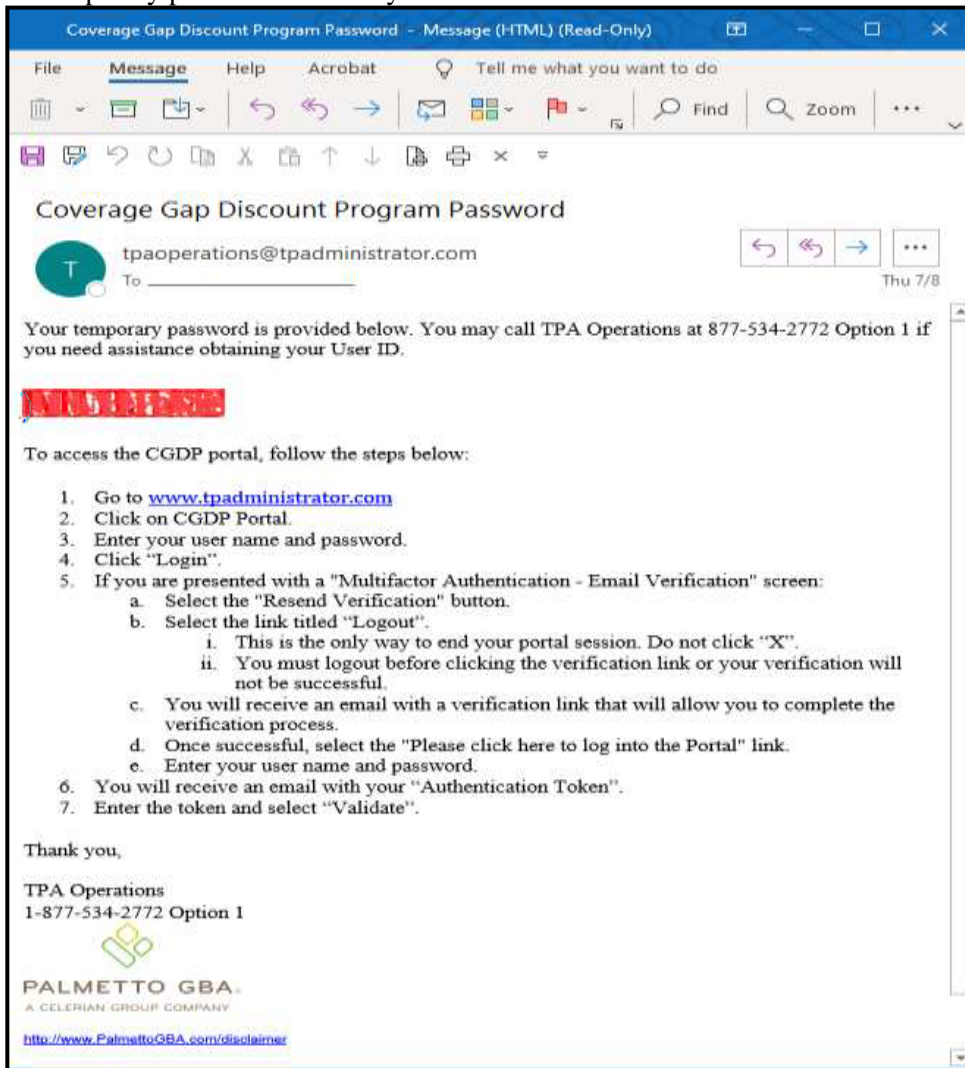 Coverage Gap Discount Program Password - Message (HTML) (Read-Only)
File Message Help Acrobat Tell me what you want to do
Find Zoom
Coverage Gap Discount Program Password
T
tpaoperations@tpadministrator.com
To
Thu 7/8
Your temporary password is provided below. You may call TPA Operations at 877-534-2772 Option 1 if
you need assistance obtaining your User ID.
To access the CGDP portal, follow the steps below:
1. Go to www.tpadministrator.com
2. Click on CGDP Portal.
3. Enter your user name and password.
4. Click “Login”.
5. If you are presented with a "Multifactor Authentication - Email Verification" screen:
a. Select the "Resend Verification" button.
b. Select the link titled “Logout”.
i. This is the only way to end your portal session. Do not click “X”.
ii. You must logout before clicking the verification link or your verification will
not be successful.
c. You will receive an email with a verification link that will allow you to complete the
verification process.
d. Once successful, select the "Please click here to log into the Portal" link.
e. Enter your user name and password.
6. You will receive an email with your “Authentication Token”.
7. Enter the token and select “Validate”.
Thank you,
TPA Operations
1-877-534-2772 Option 1
PALMETTO GBA®
A CELERIAN GROUP COMPANY
http://www.PalmettoGBA.com/disclaimer